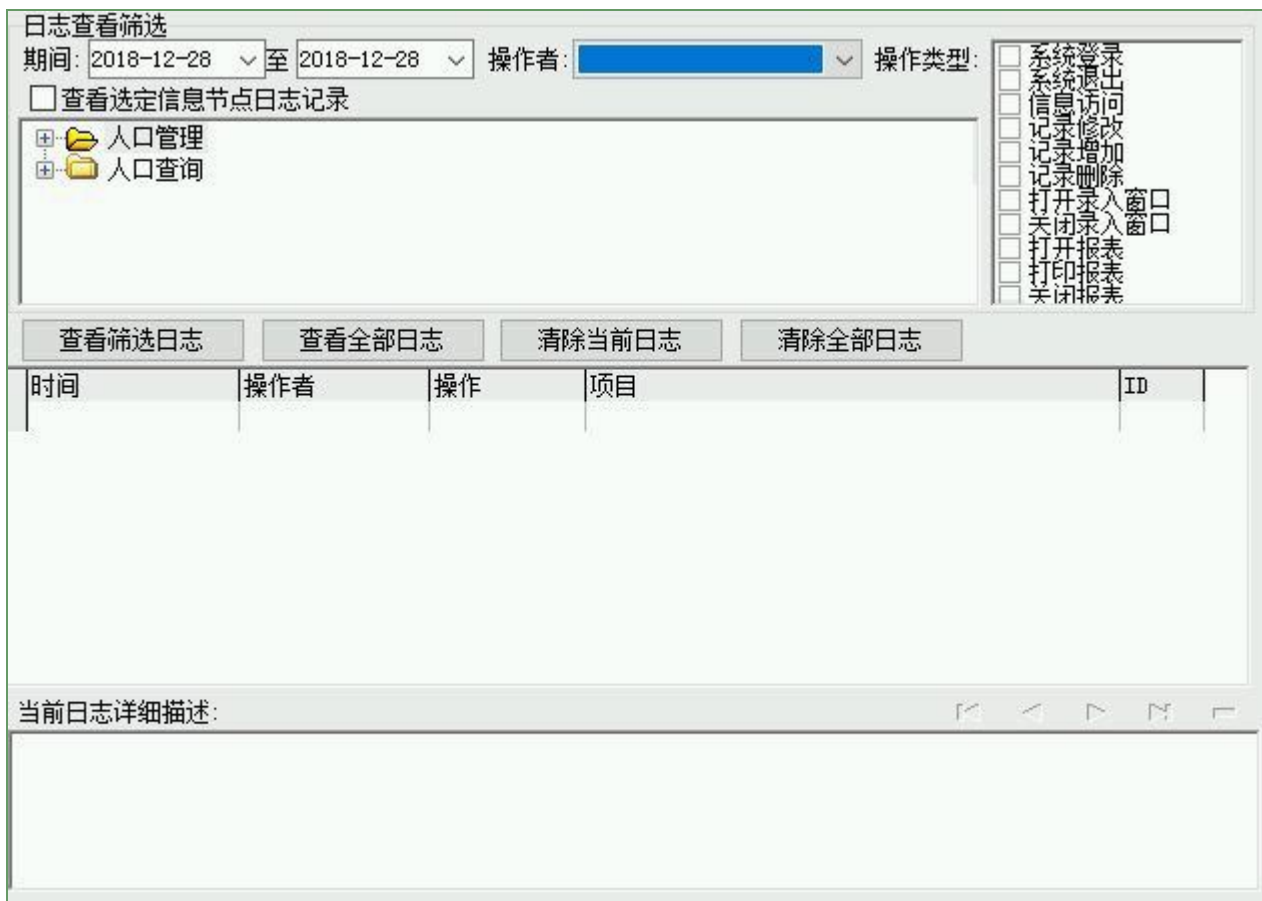 日志查看筛选
期间: 2018-12-28 至 2018-12-28 操作者: 操作类型:
系统登录
系统退出
信息访问
记录修改
记录增加
记录删除
打开录入窗口
关闭录入窗口
打开报表
打印报表
关闭报表
查看选定信息节点日志记录
人口管理
人口查询
查看筛选日志 查看全部日志 清除当前日志 清除全部日志
时间 操作者 操作 项目 ID
当前日志详细描述: